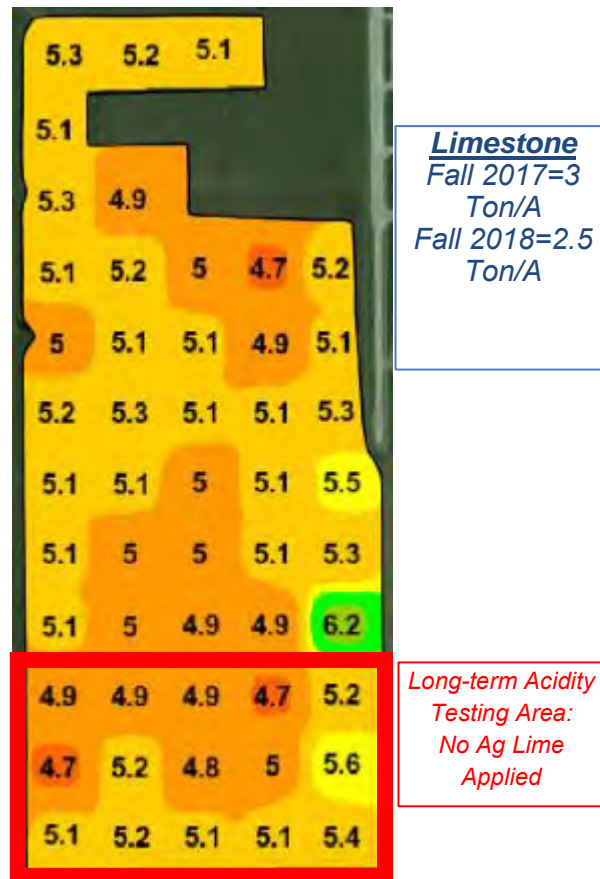 5.3 5.2 5.1
5.1
5.3 4.9
5.1 5.2 5 4.7 5.2
5 5.1 5.1 4.9 5.1
5.2 5.3 5.1 5.1 5.3
5.1 5.1 5 5.1 5.5
5.1 5 5 5.1 5.3
5.1 5 4.9 4.9 6.2
4.9 4.9 4.9 4.7 5.2
4.7 5.2 4.8 5 5.6
5.1 5.2 5.1 5.1 5.4
Limestone
Fall 2017=3
Ton/A
Fall 2018=2.5
Ton/A
Long-term Acidity
Testing Area:
No Ag Lime
Applied